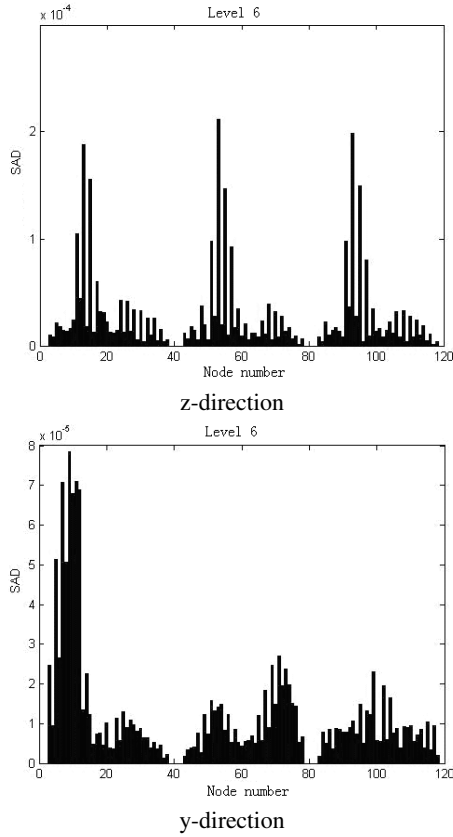 x 10⁻⁴
Level 6
SAD
2
1
0
0 20 40 60 80 100 120
Node number
z-direction
x 10⁻⁵
Level 6
SAD
8
7
6
5
4
3
2
1
0
0 20 40 60 80 100 120
Node number
y-direction